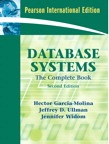 Pearson International Edition
DATABASE
SYSTEMS
The Complete Book
Second Edition
Hector Garcia-Molina
Jeffrey D. Ullman
Jennifer Widom